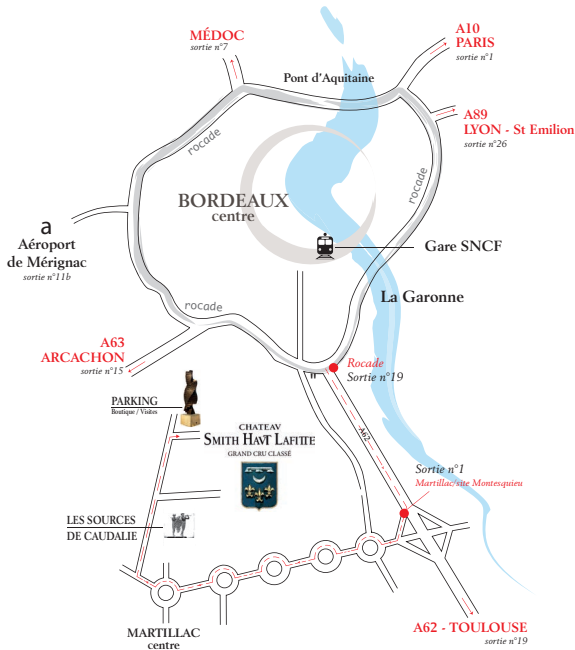 A10
PARIS
sortie n°1
MÉDOC
sortie n°7
Pont d'Aquitaine
A89
LYON - St Emilion
sortie n°26
rocade
rocade
BORDEAUX
centre
a
Aéroport
de Mérignac
sortie n°11b
Gare SNCF
La Garonne
rocade
A63
ARCACHON
sortie n°15
Rocade
Sortie n°19
PARKING
Boutique / Visites
CHATEAV
SMITH HAVT LAFITTE
GRAND CRU CLASSÉ
A62
Sortie n°1
Martillac/site Montesquieu
LES SOURCES
DE CAUDALIE
MARTILLAC
centre
A62 - TOULOUSE
sortie n°19